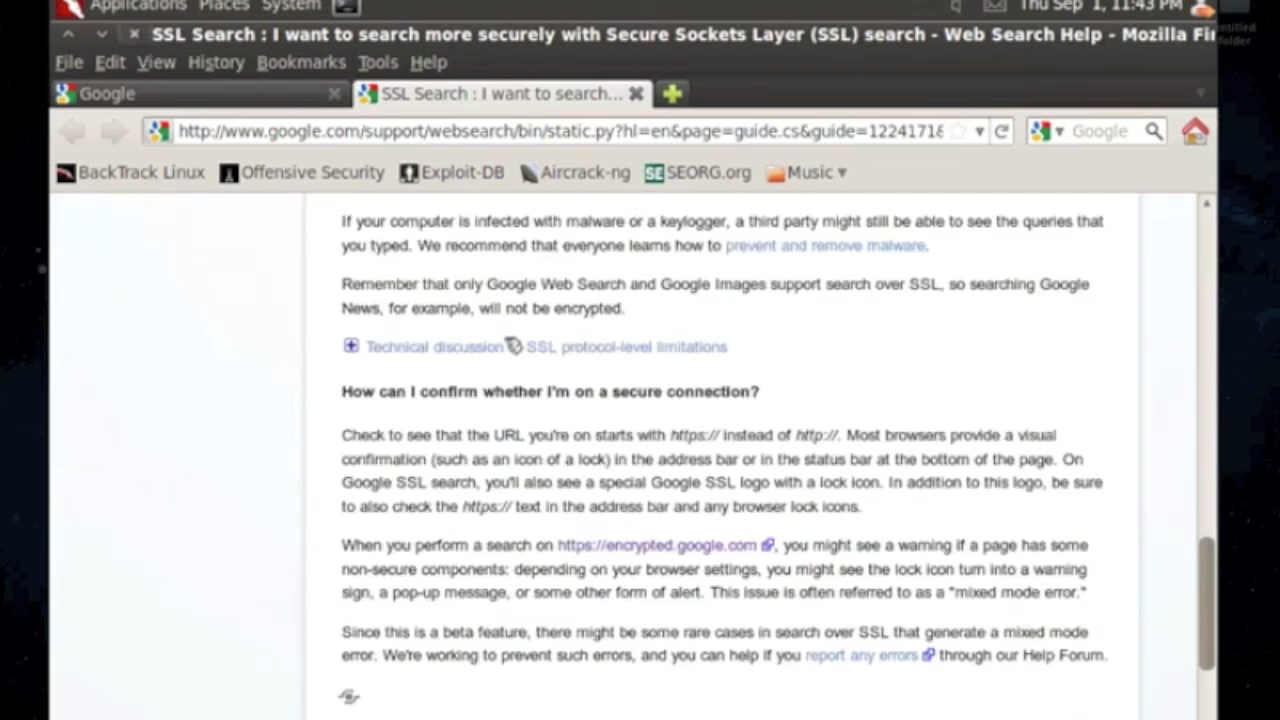 Applications Places System Thu Sep 1, 11:43 PM
SSL Search : I want to search more securely with Secure Sockets Layer (SSL) search - Web Search Help - Mozilla Fir
File Edit View History Bookmarks Tools Help
Google SSL Search : I want to search...
http://www.google.com/support/websearch/bin/static.py?hl=en&page=guide.cs&guide=1224171& Google
BackTrack Linux Offensive Security Exploit-DB Aircrack-ng SEORG.org Music
If your computer is infected with malware or a keylogger, a third party might still be able to see the queries that
you typed. We recommend that everyone learns how to prevent and remove malware.
Remember that only Google Web Search and Google Images support search over SSL, so searching Google
News, for example, will not be encrypted.
Technical discussion SSL protocol-level limitations
How can I confirm whether I'm on a secure connection?
Check to see that the URL you're on starts with https:// instead of http://. Most browsers provide a visual
confirmation (such as an icon of a lock) in the address bar or in the status bar at the bottom of the page. On
Google SSL search, you'll also see a special Google SSL logo with a lock icon. In addition to this logo, be sure
to also check the https:// text in the address bar and any browser lock icons.
When you perform a search on https://encrypted.google.com, you might see a warning if a page has some
non-secure components: depending on your browser settings, you might see the lock icon turn into a warning
sign, a pop-up message, or some other form of alert. This issue is often referred to as a "mixed mode error."
Since this is a beta feature, there might be some rare cases in search over SSL that generate a mixed mode
error. We're working to prevent such errors, and you can help if you report any errors through our Help Forum.